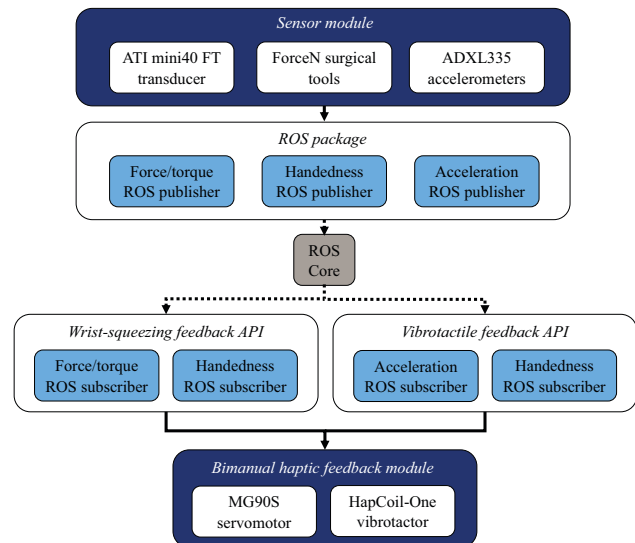 Sensor module
ATI mini40 FT
transducer
ForceN surgical
tools
ADXL335
accelerometers
ROS package
Force/torque
ROS publisher
Handedness
ROS publisher
Acceleration
ROS publisher
ROS
Core
Wrist-squeezing feedback API
Force/torque
ROS subscriber
Handedness
ROS subscriber
Vibrotactile feedback API
Acceleration
ROS subscriber
Handedness
ROS subscriber
Bimanual haptic feedback module
MG90S
servomotor
HapCoil-One
vibrotactor